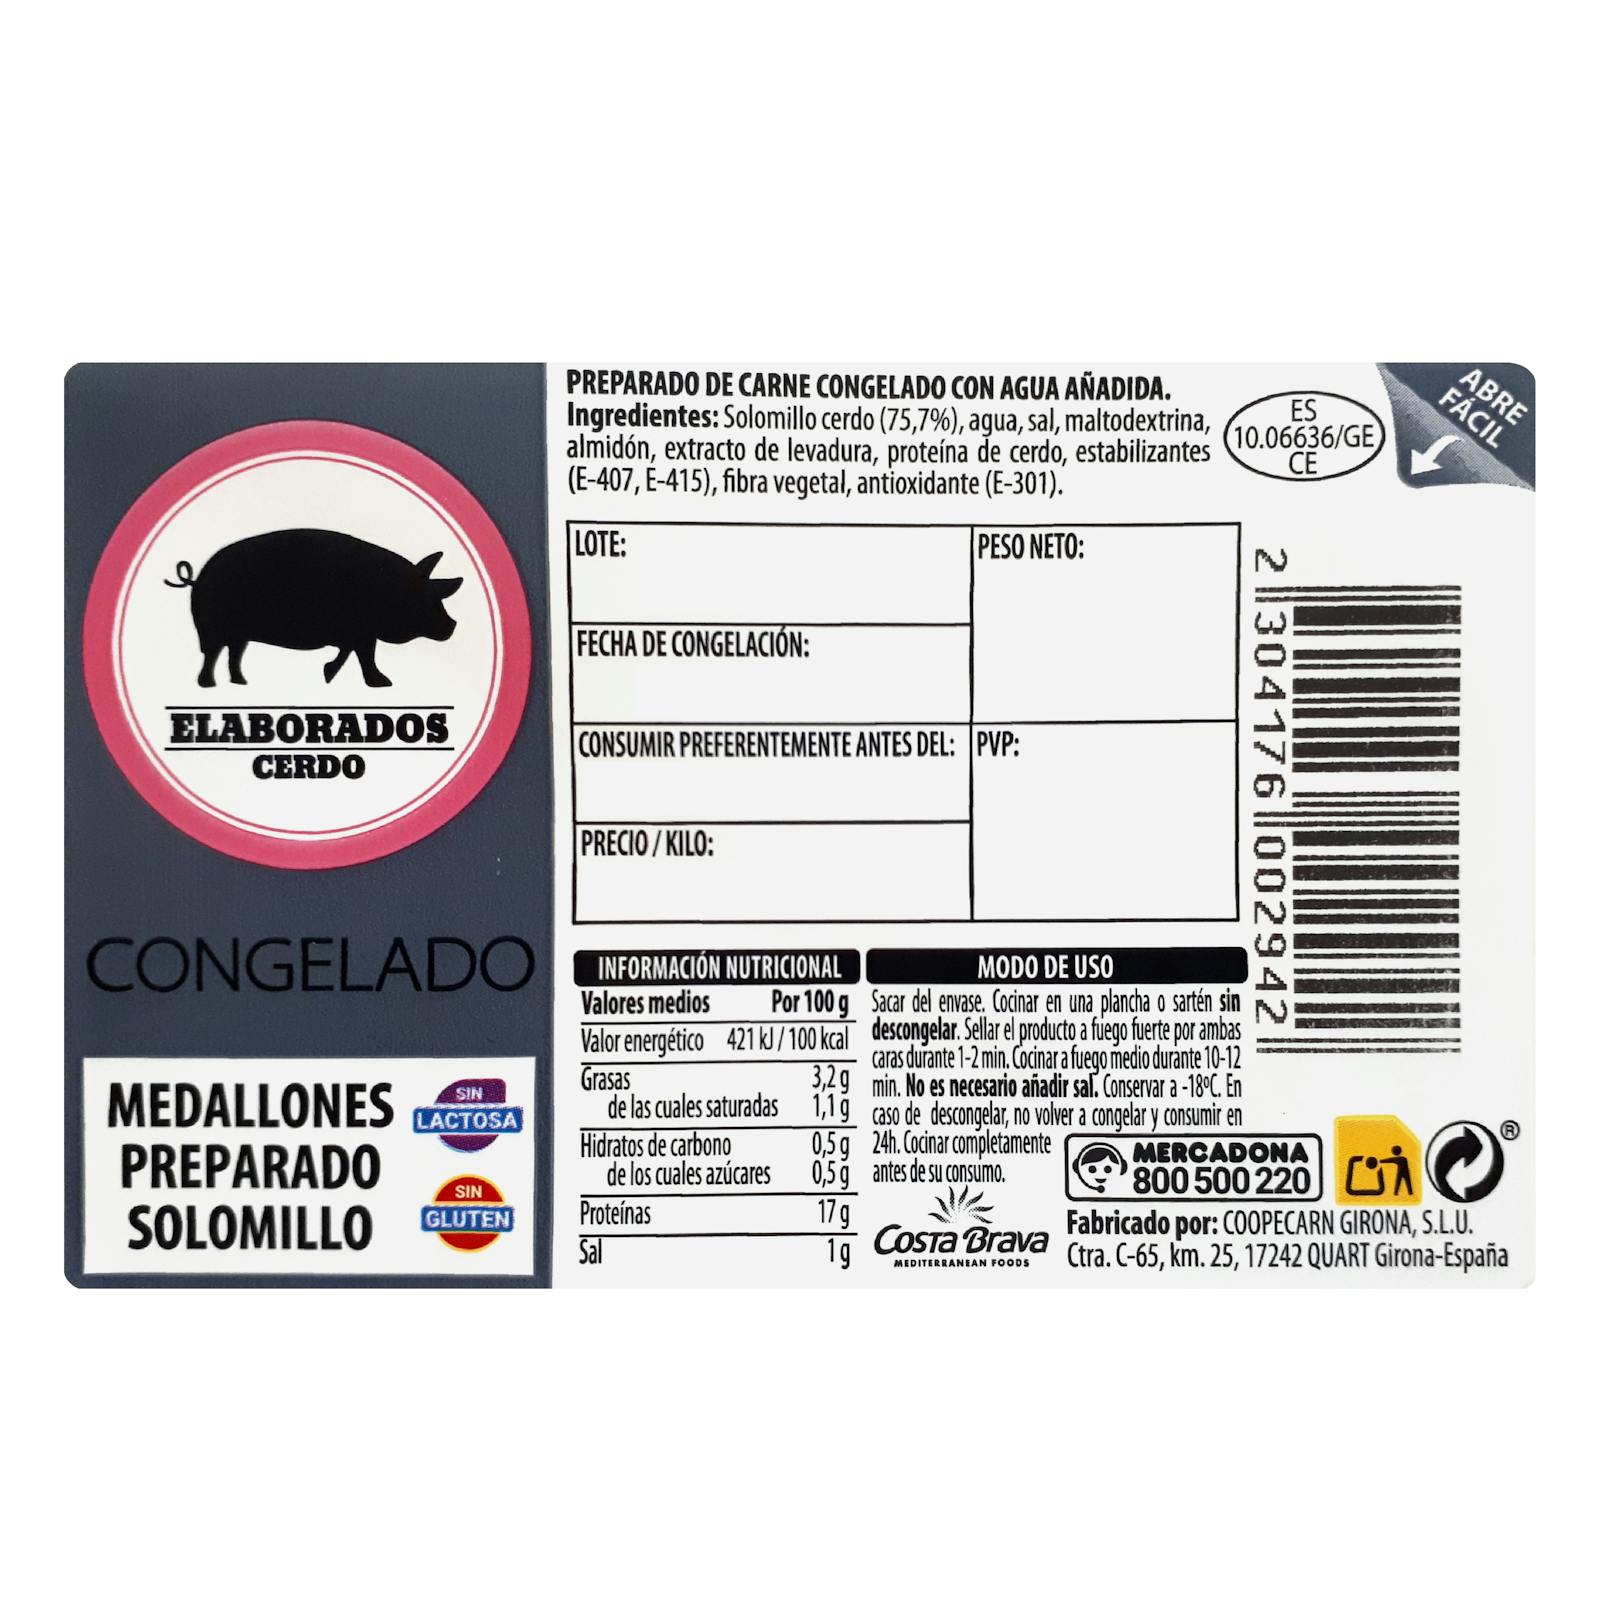 ELABORADOS
CERDO
CONGELADO
MEDALLONES
PREPARADO
SOLOMILLO
SIN
LACTOSA
SIN
GLUTEN
PREPARADO DE CARNE CONGELADO CON AGUA AÑADIDA.
Ingredientes: Solomillo cerdo (75,7%), agua, sal, maltodextrina,
almidón, extracto de levadura, proteína de cerdo, estabilizantes
(E-407, E-415), fibra vegetal, antioxidante (E-301).
ES
10.06636/GE
CE
ABRE
FÁCIL
LOTE:
PESO NETO:
FECHA DE CONGELACIÓN:
CONSUMIR PREFERENTEMENTE ANTES DEL:
PVP:
PRECIO / KILO:
2 304176 002942
INFORMACIÓN NUTRICIONAL
Valores medios Por 100 g
Valor energético 421 kJ / 100 kcal
Grasas 3,2 g
de las cuales saturadas 1,1 g
Hidratos de carbono 0,5 g
de los cuales azúcares 0,5 g
Proteínas 17 g
Sal 1 g
MODO DE USO
Sacar del envase. Cocinar en una plancha o sartén sin
descongelar. Sellar el producto a fuego fuerte por ambas
caras durante 1-2 min. Cocinar a fuego medio durante 10-12
min. No es necesario añadir sal. Conservar a -18ºC. En
caso de descongelar, no volver a congelar y consumir en
24h. Cocinar completamente
antes de su consumo.
Costa Brava
MEDITERRANEAN FOODS
MERCADONA
800 500 220
®
Fabricado por: COOPECARN GIRONA, S.L.U.
Ctra. C-65, km. 25, 17242 QUART Girona-España